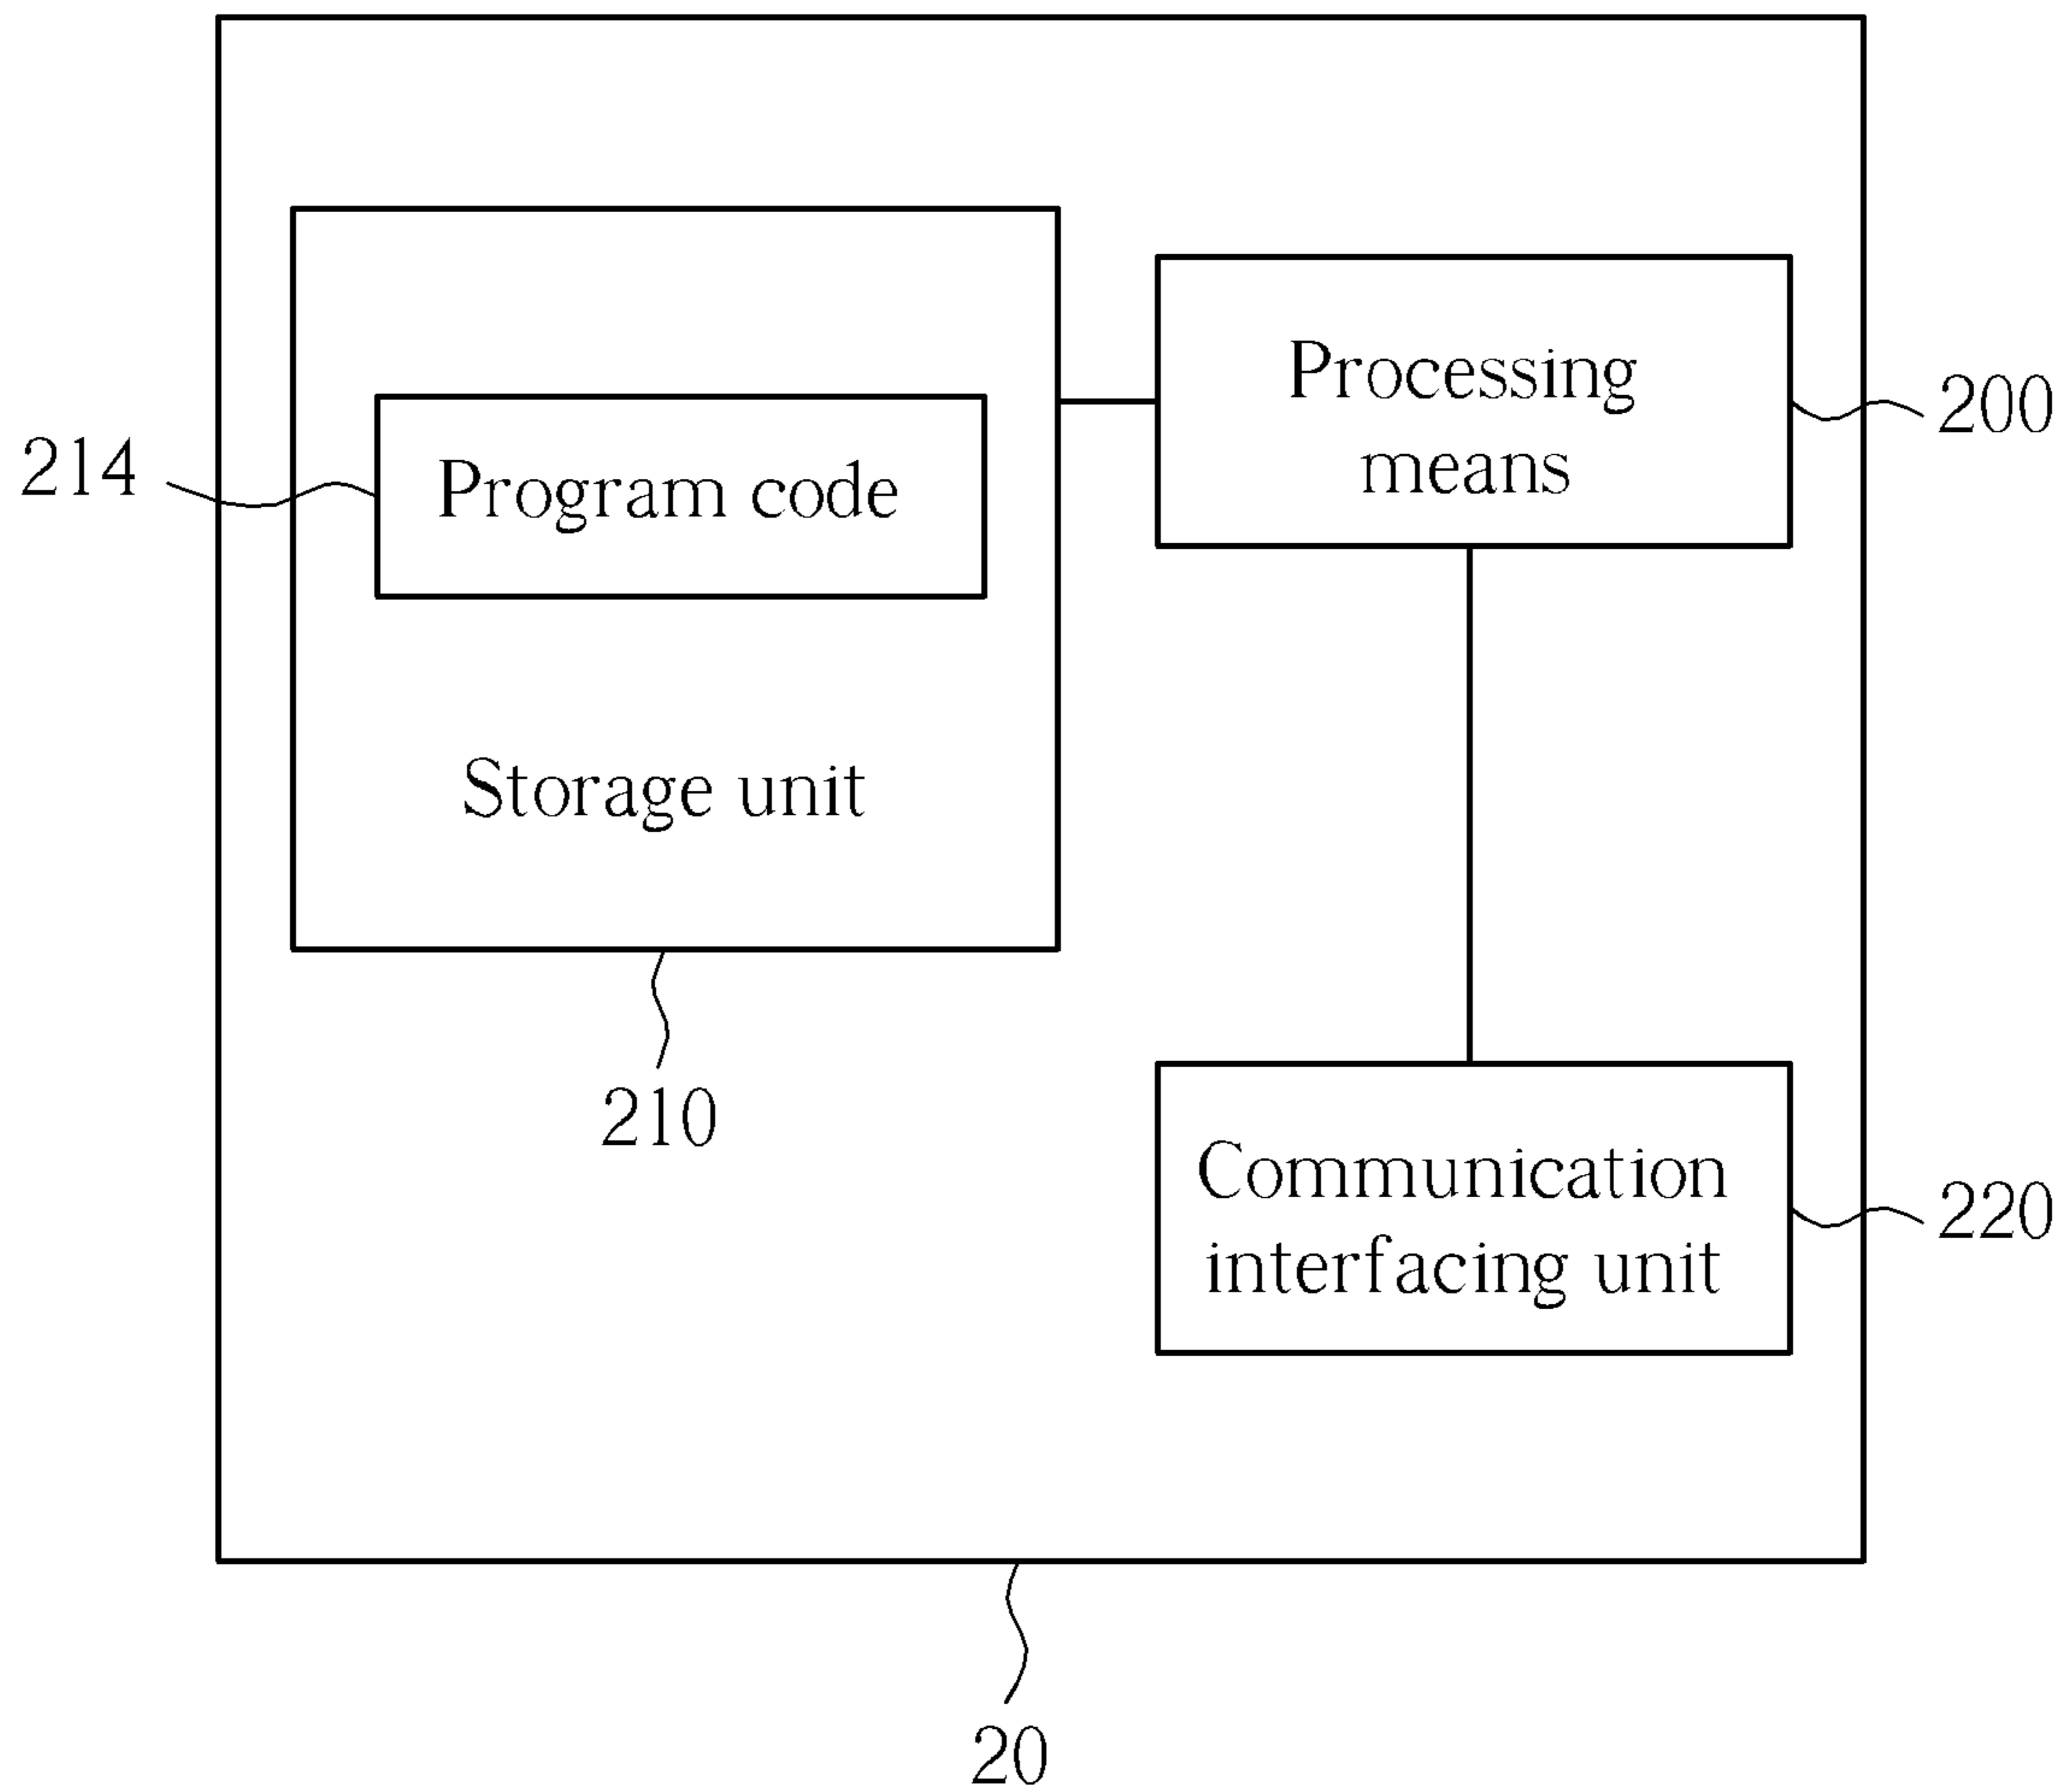 Processing
means
200
214
Program code
Storage unit
210
Communication
interfacing unit
220
20